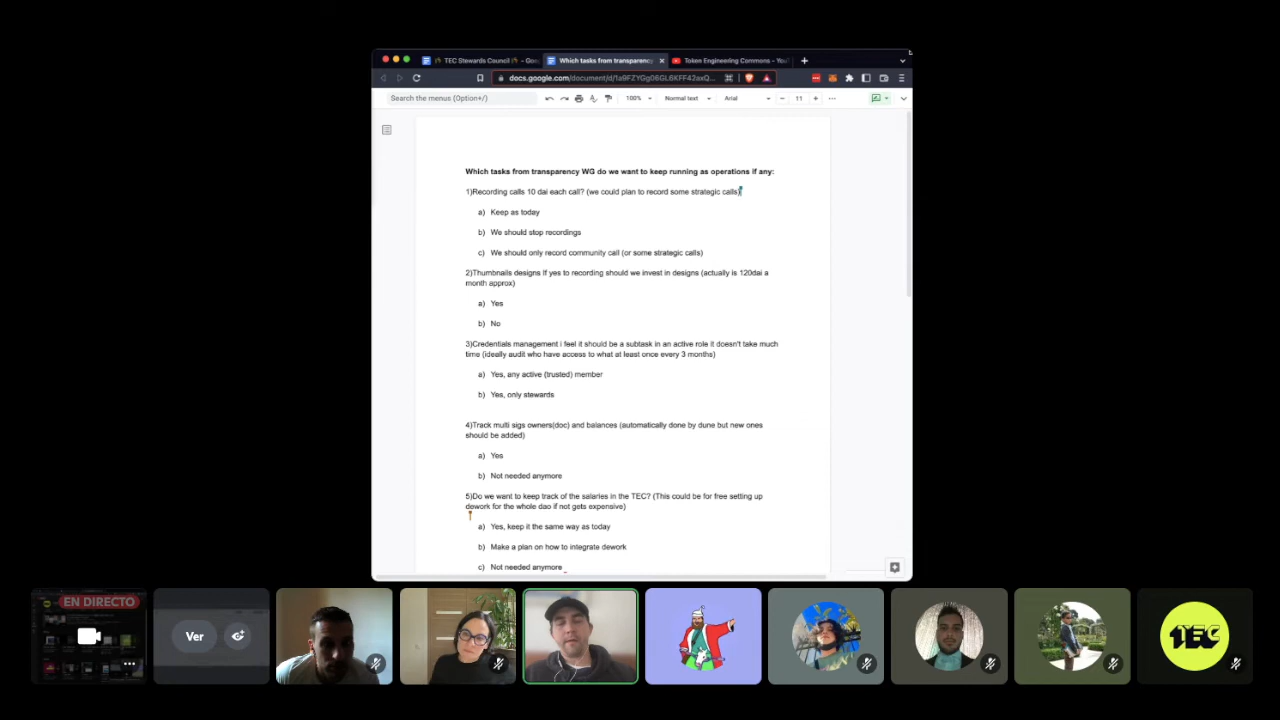 TEC Stewards Council
Which tasks from transparency
Token Engineering Commons - You
docs.google.com/document/d/1a9FZYGg06GL6KFF42axQ...
Search the menus (Option+/)
100%
Normal text
Arial
11
Which tasks from transparency WG do we want to keep running as operations if any:
1)Recording calls 10 dai each call? (we could plan to record some strategic calls)
a) Keep as today
b) We should stop recordings
c) We should only record community call (or some strategic calls)
2)Thumbnails designs If yes to recording should we invest in designs (actually is 120dai a
month approx)
a) Yes
b) No
3)Credentials management i feel it should be a subtask in an active role it doesn't take much
time (ideally audit who have access to what at least once every 3 months)
a) Yes, any active (trusted) member
b) Yes, only stewards
4)Track multi sigs owners(doc) and balances (automatically done by dune but new ones
should be added)
a) Yes
b) Not needed anymore
5)Do we want to keep track of the salaries in the TEC? (This could be for free setting up
dework for the whole dao if not gets expensive)
a) Yes, keep it the same way as today
b) Make a plan on how to integrate dework
c) Not needed anymore
EN DIRECTO
Ver
TEC